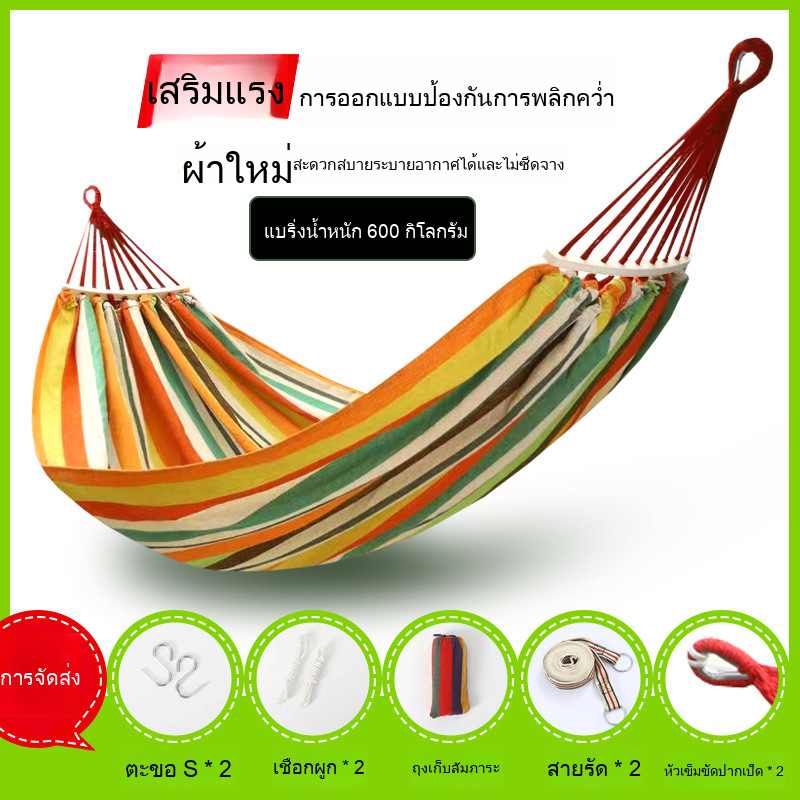 เสริมแรง การออกแบบป้องกันการพลิกคว่ำ
ผ้าใหม่ สะดวกสบายระบายอากาศได้และไม่ซีดจาง
แบริ่งน้ำหนัก 600 กิโลกรัม
การจัดส่ง
ตะขอ S * 2
เชือกผูก * 2
ถุงเก็บสัมภาระ
สายรัด * 2
หัวเข็มขัดปากเป็ด * 2